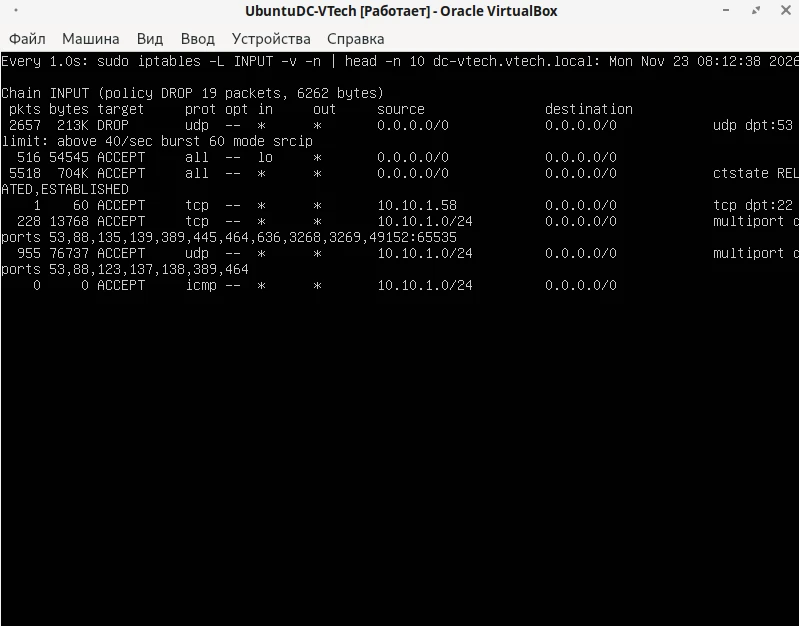 UbuntuDC-VTech [Работает] - Oracle VirtualBox
Файл Машина Вид Ввод Устройства Справка
Every 1.0s: sudo iptables -L INPUT -v -n | head -n 10 dc-vtech.vtech.local: Mon Nov 23 08:12:38 2026
Chain INPUT (policy DROP 19 packets, 6262 bytes)
pkts bytes target prot opt in out source destination
2657 213K DROP udp -- * * 0.0.0.0/0 0.0.0.0/0 udp dpt:53
limit: above 40/sec burst 60 mode srcip
516 54545 ACCEPT all -- lo * 0.0.0.0/0 0.0.0.0/0
5518 704K ACCEPT all -- * * 0.0.0.0/0 0.0.0.0/0 ctstate REL
ATED,ESTABLISHED
1 60 ACCEPT tcp -- * * 10.10.1.58 0.0.0.0/0 tcp dpt:22
228 13768 ACCEPT tcp -- * * 10.10.1.0/24 0.0.0.0/0 multiport d
ports 53,88,135,139,389,445,464,636,3268,3269,49152:65535
955 76737 ACCEPT udp -- * * 10.10.1.0/24 0.0.0.0/0 multiport d
ports 53,88,123,137,138,389,464
0 0 ACCEPT icmp -- * * 10.10.1.0/24 0.0.0.0/0